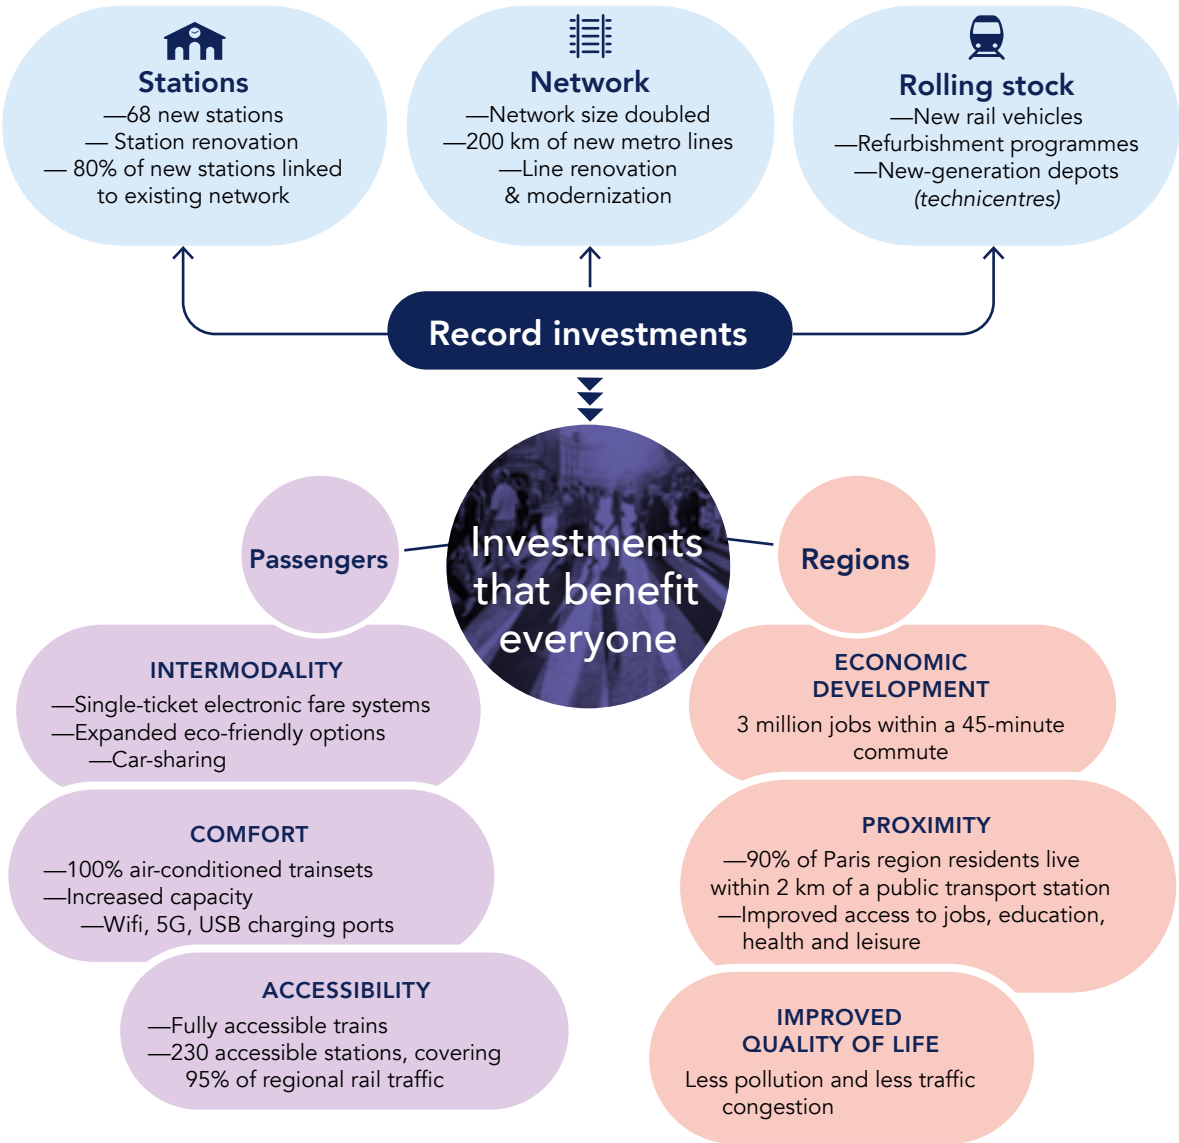 Stations
—68 new stations
— Station renovation
— 80% of new stations linked
to existing network
Network
—Network size doubled
—200 km of new metro lines
—Line renovation
& modernization
Rolling stock
—New rail vehicles
—Refurbishment programmes
—New-generation depots
(technicentres)
Record investments
Investments
that benefit
everyone
Passengers
INTERMODALITY
—Single-ticket electronic fare systems
—Expanded eco-friendly options
—Car-sharing
COMFORT
—100% air-conditioned trainsets
—Increased capacity
—Wifi, 5G, USB charging ports
ACCESSIBILITY
—Fully accessible trains
—230 accessible stations, covering
95% of regional rail traffic
Regions
ECONOMIC
DEVELOPMENT
3 million jobs within a 45-minute
commute
PROXIMITY
—90% of Paris region residents live
within 2 km of a public transport station
—Improved access to jobs, education,
health and leisure
IMPROVED
QUALITY OF LIFE
Less pollution and less traffic
congestion